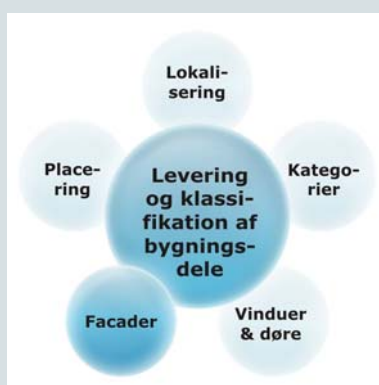 Lokali-
sering
Place-
ring
Levering
og klassi-
fikation af
bygnings-
dele
Katego-
rier
Facader
Vinduer
& døre